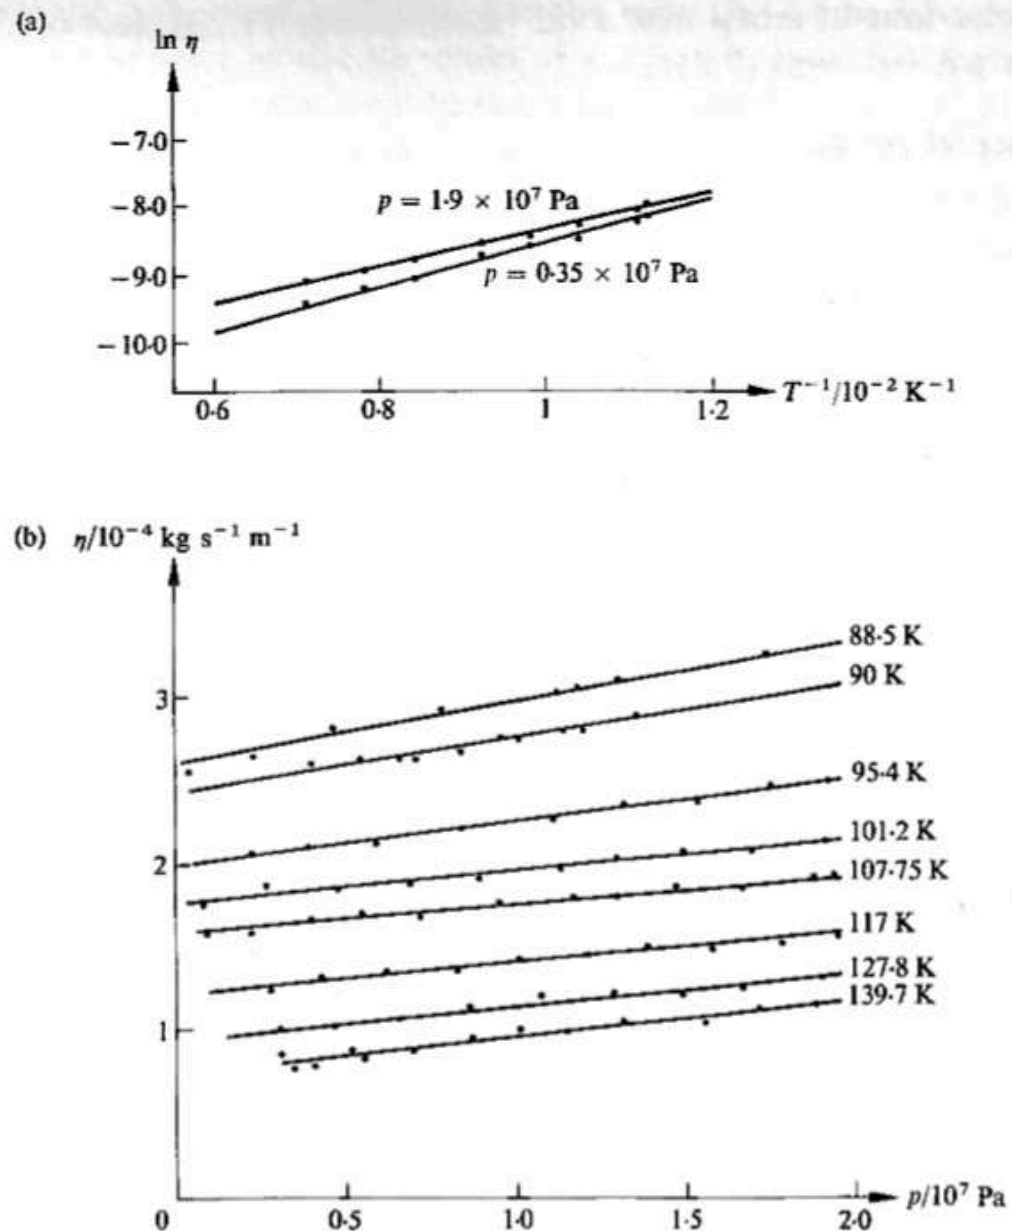 (a)
ln η
−7·0
−8·0
−9·0
−10·0
p = 1·9 × 10⁷ Pa
p = 0·35 × 10⁷ Pa
0·6
0·8
1
1·2
T⁻¹/10⁻² K⁻¹
(b) η/10⁻⁴ kg s⁻¹ m⁻¹
3
2
1
88·5 K
90 K
95·4 K
101·2 K
107·75 K
117 K
127·8 K
139·7 K
0
0·5
1·0
1·5
2·0
p/10⁷ Pa